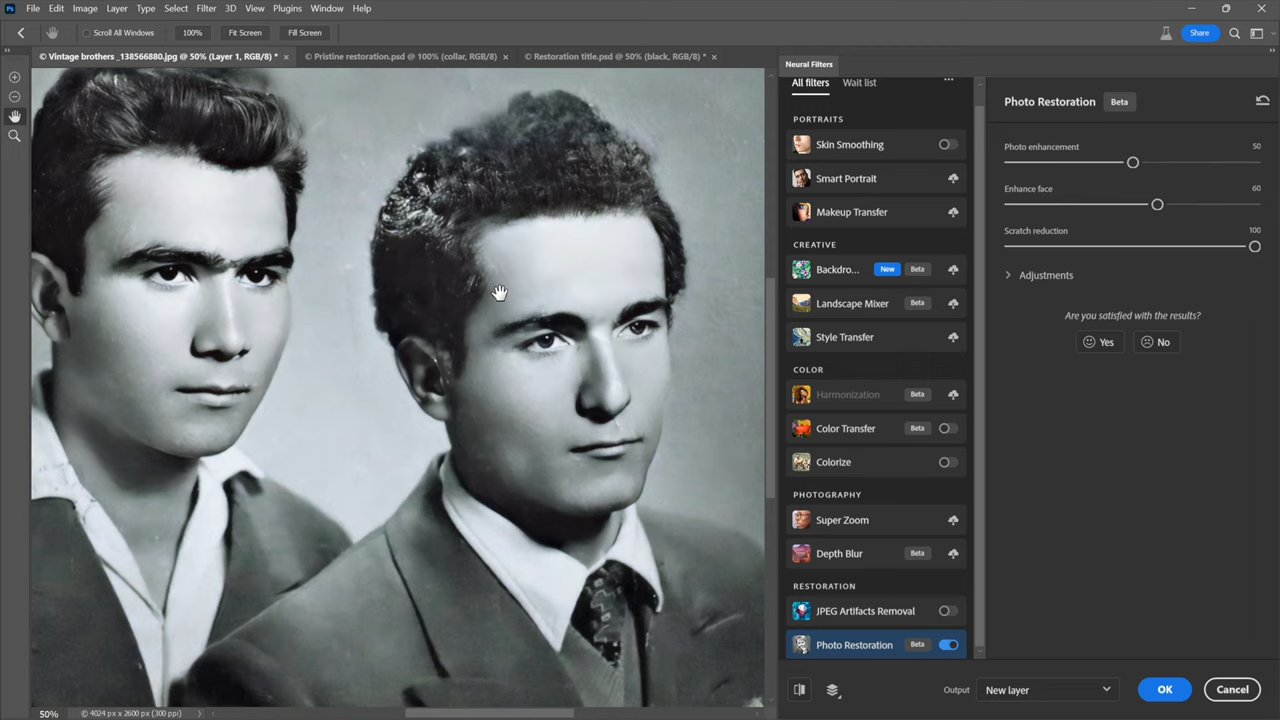 Ps File Edit Image Layer Type Select Filter 3D View Plugins Window Help
Scroll All Windows 100% Fit Screen Fill Screen Share
© Vintage brothers _138566880.jpg @ 50% (Layer 1, RGB/8) * × © Pristine restoration.psd @ 100% (collar, RGB/8) × © Restoration title.psd @ 50% (black, RGB/8) * ×
Neural Filters
All filters Wait list
PORTRAITS
Skin Smoothing
Smart Portrait
Makeup Transfer
CREATIVE
Backdro... New Beta
Landscape Mixer Beta
Style Transfer
COLOR
Harmonization Beta
Color Transfer Beta
Colorize
PHOTOGRAPHY
Super Zoom
Depth Blur Beta
RESTORATION
JPEG Artifacts Removal
Photo Restoration Beta
Photo Restoration Beta
Photo enhancement 50
Enhance face 60
Scratch reduction 100
Adjustments
Are you satisfied with the results?
Yes No
Output New layer OK Cancel
50% © 4024 px x 2600 px (300 ppi)